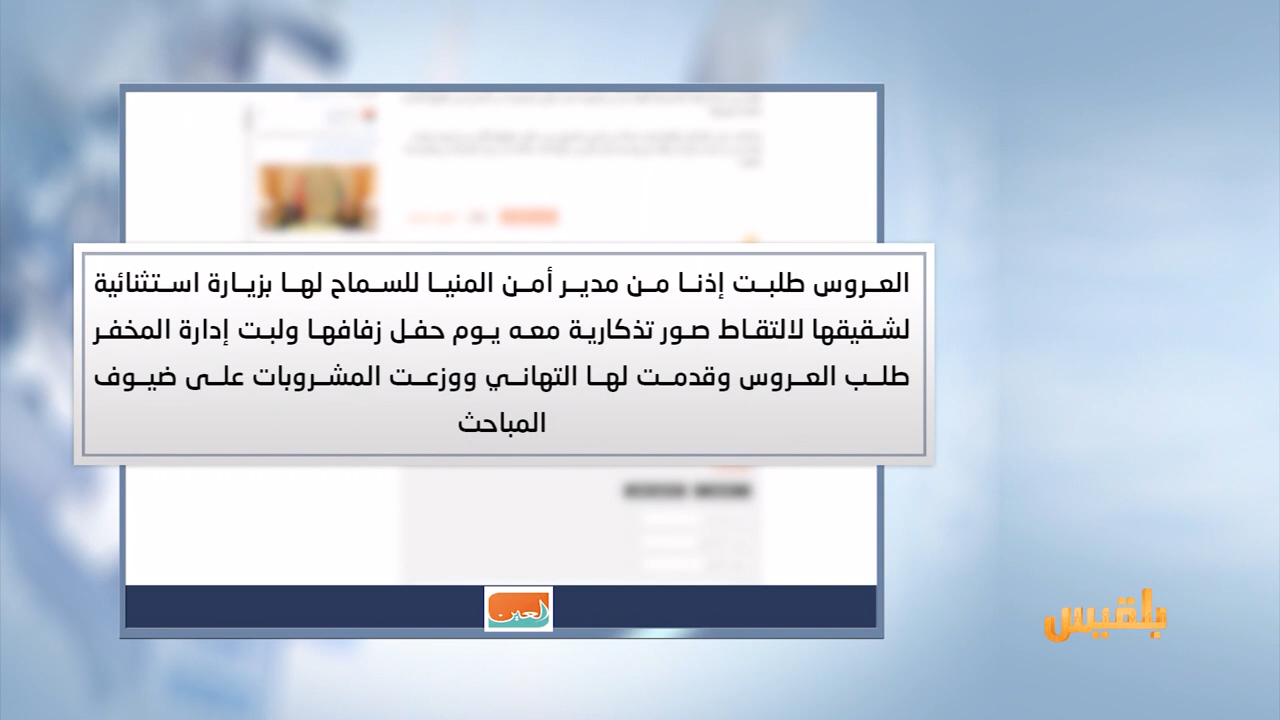 العروس طلبت إذنا من مدير أمن المنيا للسماح لها بزيارة استثنائية
لشقيقها لالتقاط صور تذكارية معه يوم حفل زفافها ولبت إدارة المخفر
طلب العروس وقدمت لها التهاني ووزعت المشروبات على ضيوف
المباحث
العين
بلقيس